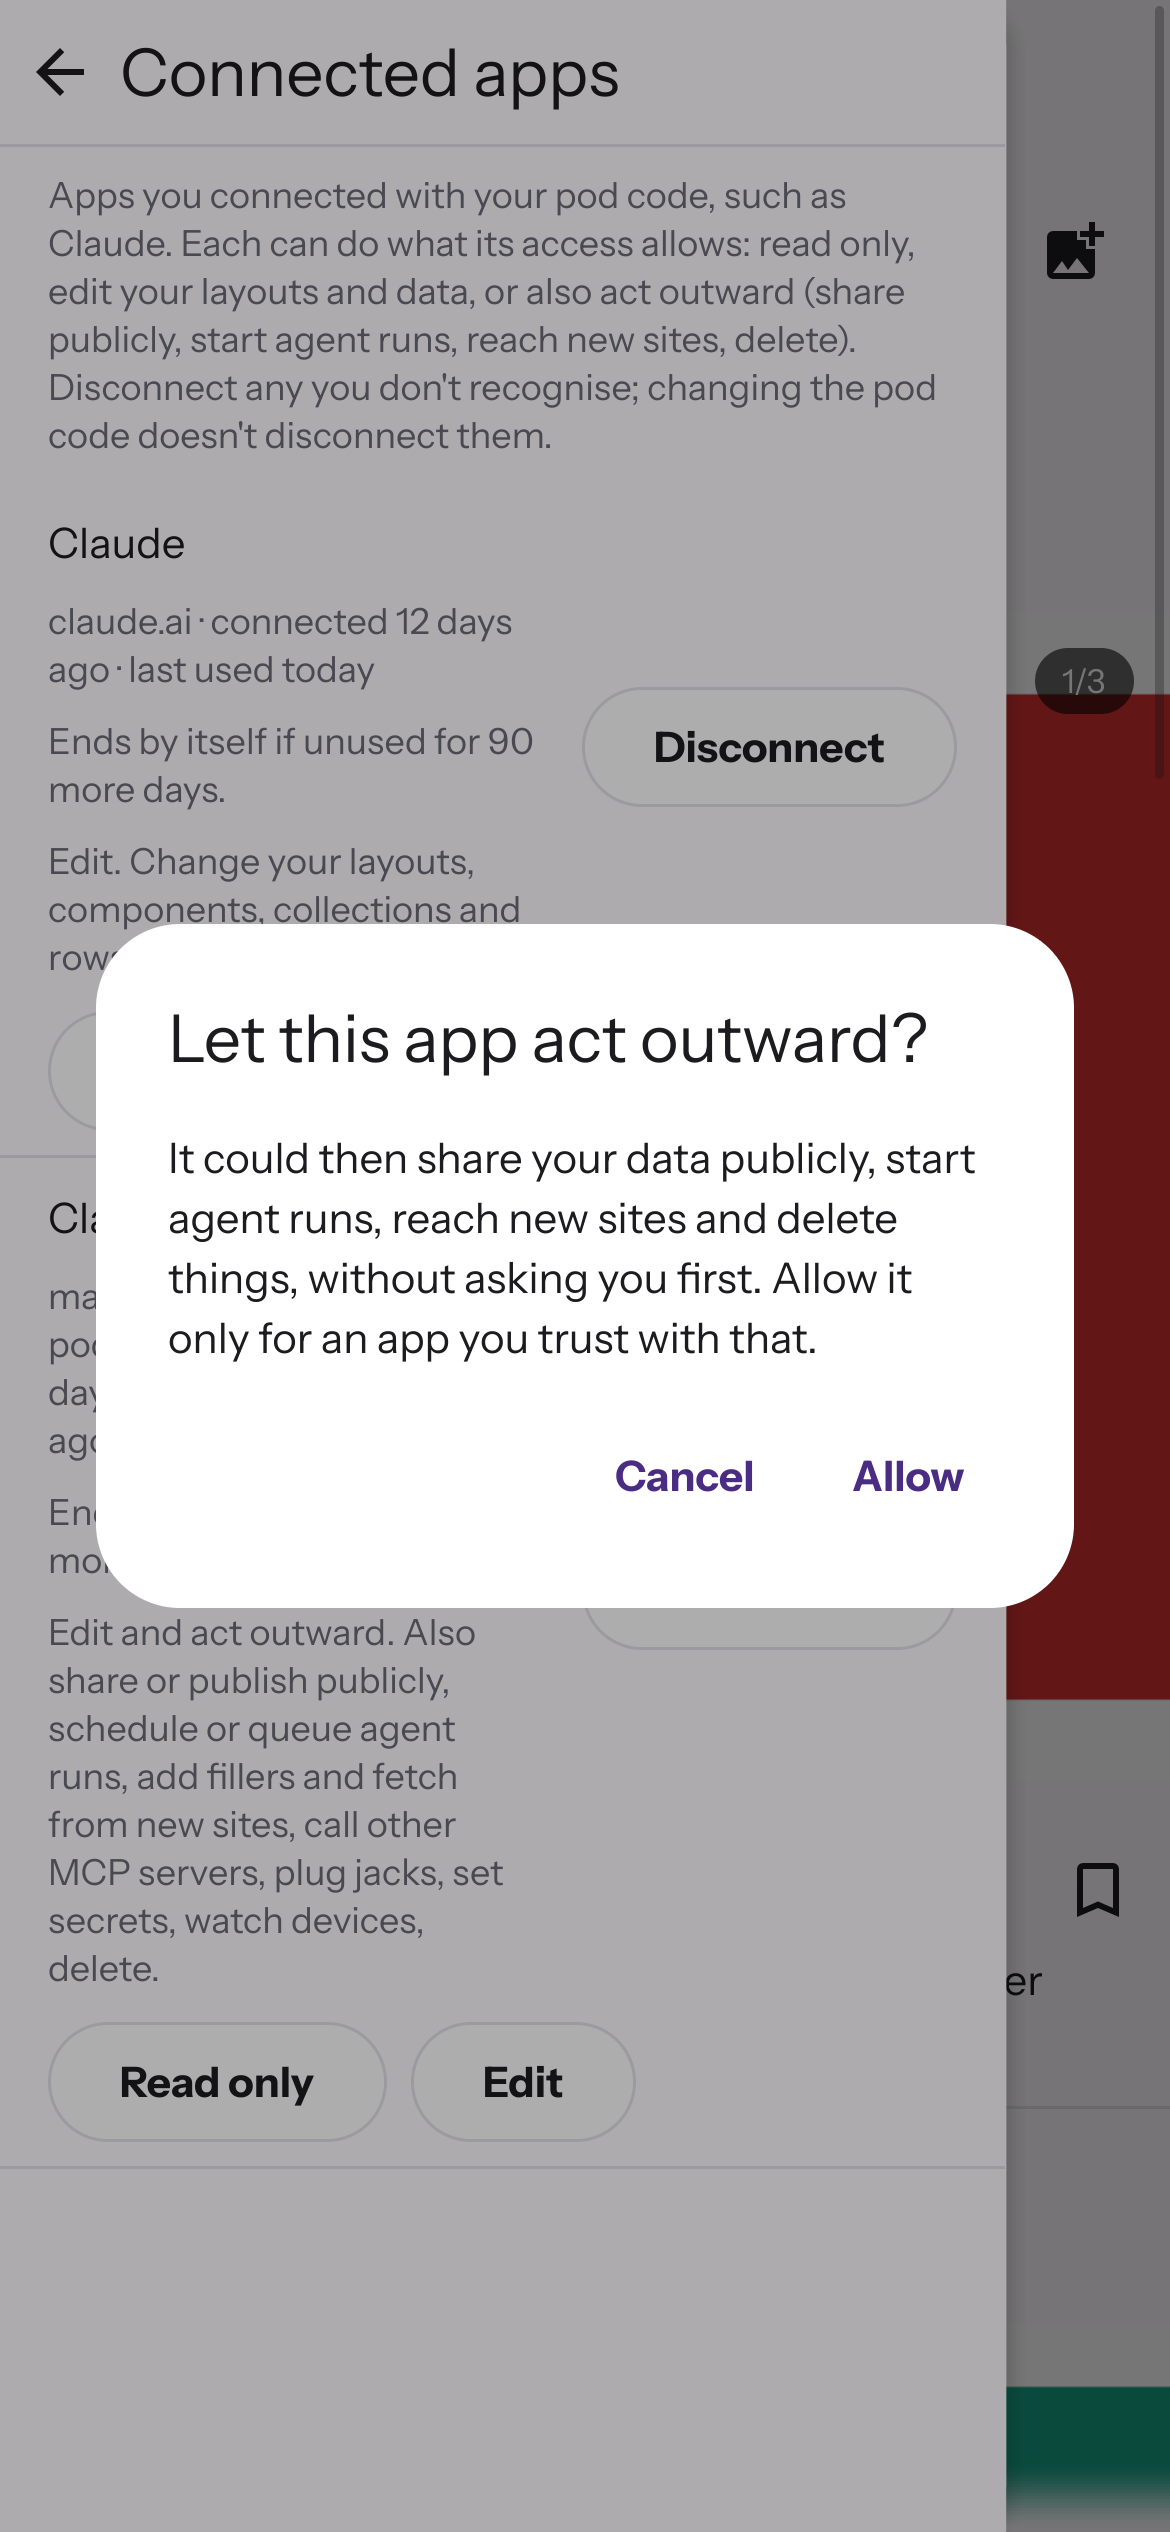 Connected apps
Apps you connected with your pod code, such as
Claude. Each can do what its access allows: read only,
edit your layouts and data, or also act outward (share
publicly, start agent runs, reach new sites, delete).
Disconnect any you don't recognise; changing the pod
code doesn't disconnect them.
Claude
claude.ai · connected 12 days
ago · last used today
Ends by itself if unused for 90
more days.
Disconnect
Edit. Change your layouts,
components, collections and
1/3
Let this app act outward?
It could then share your data publicly, start
agent runs, reach new sites and delete
things, without asking you first. Allow it
only for an app you trust with that.
Cancel
Allow
Edit and act outward. Also
share or publish publicly,
schedule or queue agent
runs, add fillers and fetch
from new sites, call other
MCP servers, plug jacks, set
secrets, watch devices,
delete.
er
Read only
Edit